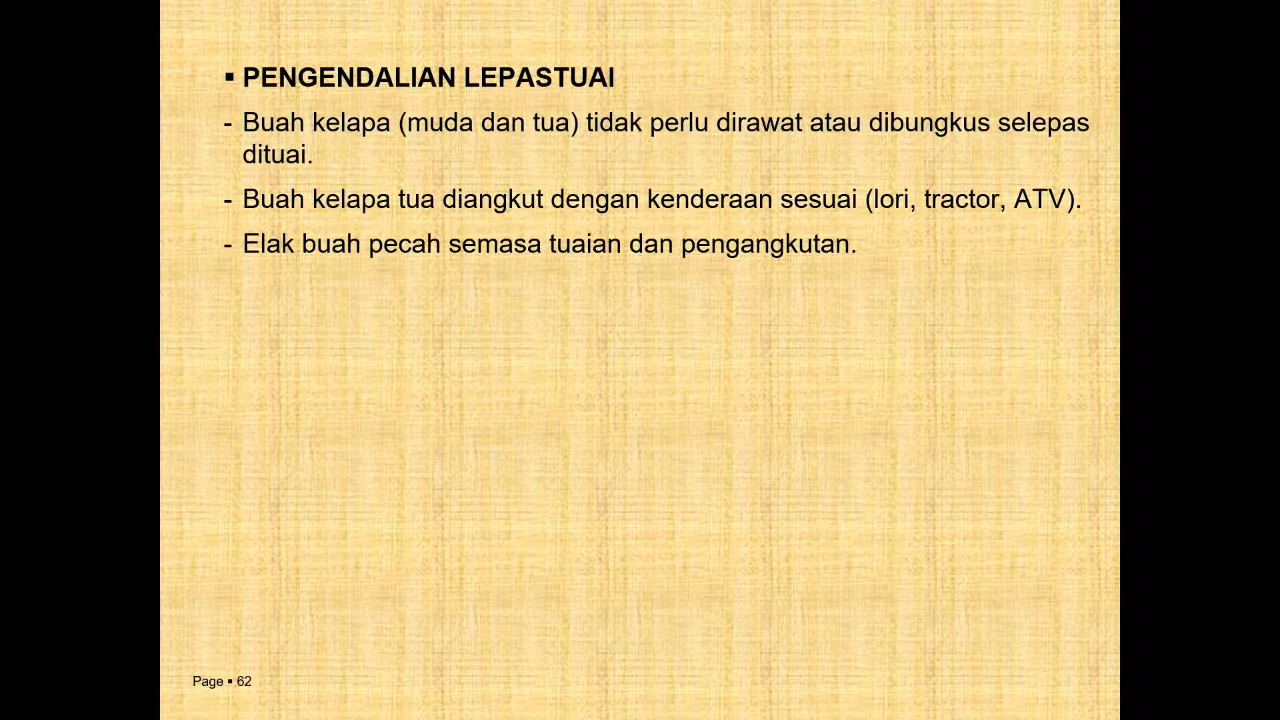 ▪ PENGENDALIAN LEPASTUAI
- Buah kelapa (muda dan tua) tidak perlu dirawat atau dibungkus selepas
dituai.
- Buah kelapa tua diangkut dengan kenderaan sesuai (lori, tractor, ATV).
- Elak buah pecah semasa tuaian dan pengangkutan.
Page ▪ 62